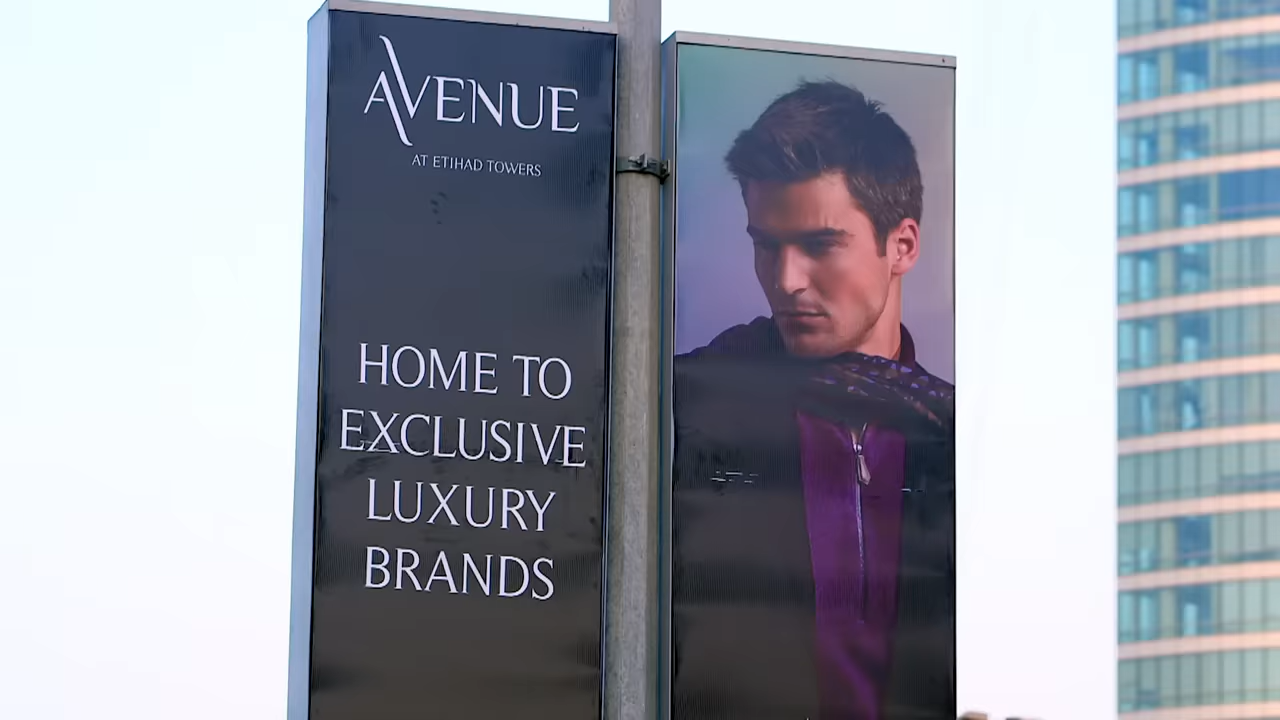 AVENUE
AT ETIHAD TOWERS
HOME TO
EXCLUSIVE
LUXURY
BRANDS